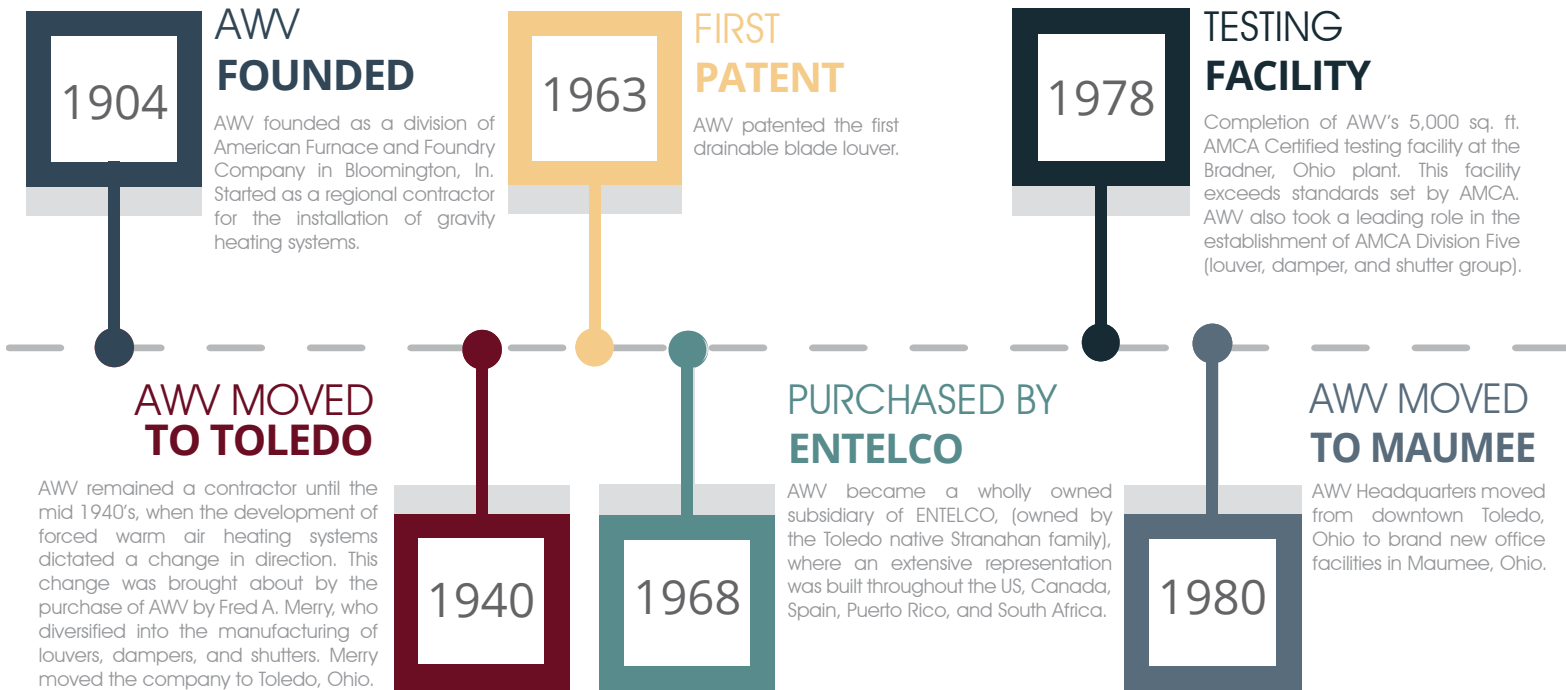 1904
AWV
FOUNDED
AWV founded as a division of
American Furnace and Foundry
Company in Bloomington, In.
Started as a regional contractor
for the installation of gravity
heating systems.
1963
FIRST
PATENT
AWV patented the first
drainable blade louver.
1978
TESTING
FACILITY
Completion of AWV's 5,000 sq. ft.
AMCA Certified testing facility at the
Bradner, Ohio plant. This facility
exceeds standards set by AMCA.
AWV also took a leading role in the
establishment of AMCA Division Five
(louver, damper, and shutter group).
AWV MOVED
TO TOLEDO
AWV remained a contractor until the
mid 1940's, when the development of
forced warm air heating systems
dictated a change in direction. This
change was brought about by the
purchase of AWV by Fred A. Merry, who
diversified into the manufacturing of
louvers, dampers, and shutters. Merry
moved the company to Toledo, Ohio.
1940
1968
PURCHASED BY
ENTELCO
AWV became a wholly owned
subsidiary of ENTELCO, (owned by
the Toledo native Stranahan family),
where an extensive representation
was built throughout the US, Canada,
Spain, Puerto Rico, and South Africa.
1980
AWV MOVED
TO MAUMEE
AWV Headquarters moved
from downtown Toledo,
Ohio to brand new office
facilities in Maumee, Ohio.